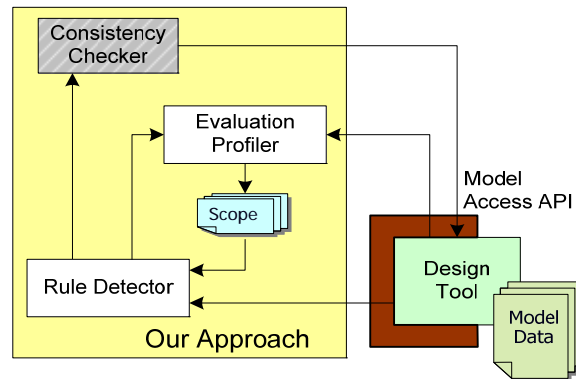 Consistency
Checker
Evaluation
Profiler
Model
Access API
Scope
Rule Detector
Design
Tool
Model
Data
Our Approach